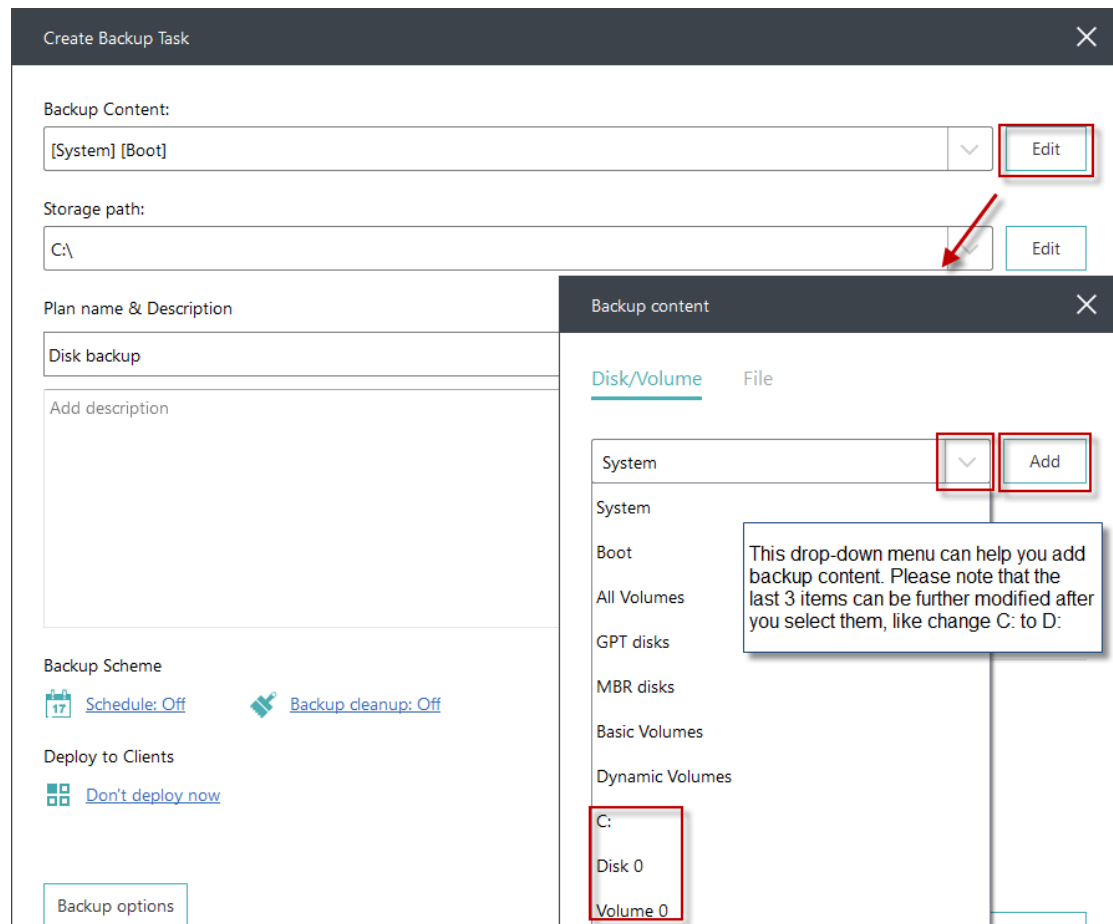 Create Backup Task
Backup Content:
[System] [Boot]
Edit
Storage path:
C:\
Edit
Plan name & Description
Disk backup
Add description
Backup Scheme
17
Schedule: Off
Backup cleanup: Off
Deploy to Clients
Don't deploy now
Backup options
Backup content
Disk/Volume
File
System
Add
System
Boot
All Volumes
GPT disks
MBR disks
Basic Volumes
Dynamic Volumes
C:
Disk 0
Volume 0
This drop-down menu can help you add
backup content. Please note that the
last 3 items can be further modified after
you select them, like change C: to D: